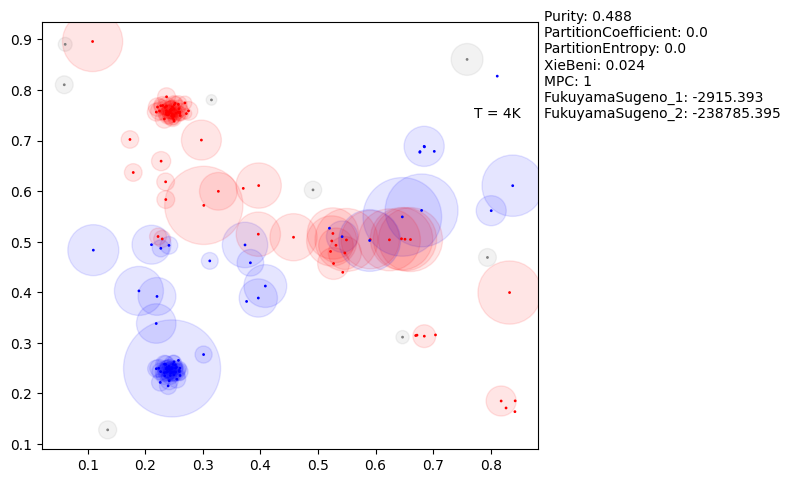 Purity: 0.488
PartitionCoefficient: 0.0
PartitionEntropy: 0.0
XieBeni: 0.024
MPC: 1
FukuyamaSugeno_1: -2915.393
FukuyamaSugeno_2: -238785.395
T = 4K
0.9
0.8
0.7
0.6
0.5
0.4
0.3
0.2
0.1
0.1 0.2 0.3 0.4 0.5 0.6 0.7 0.8